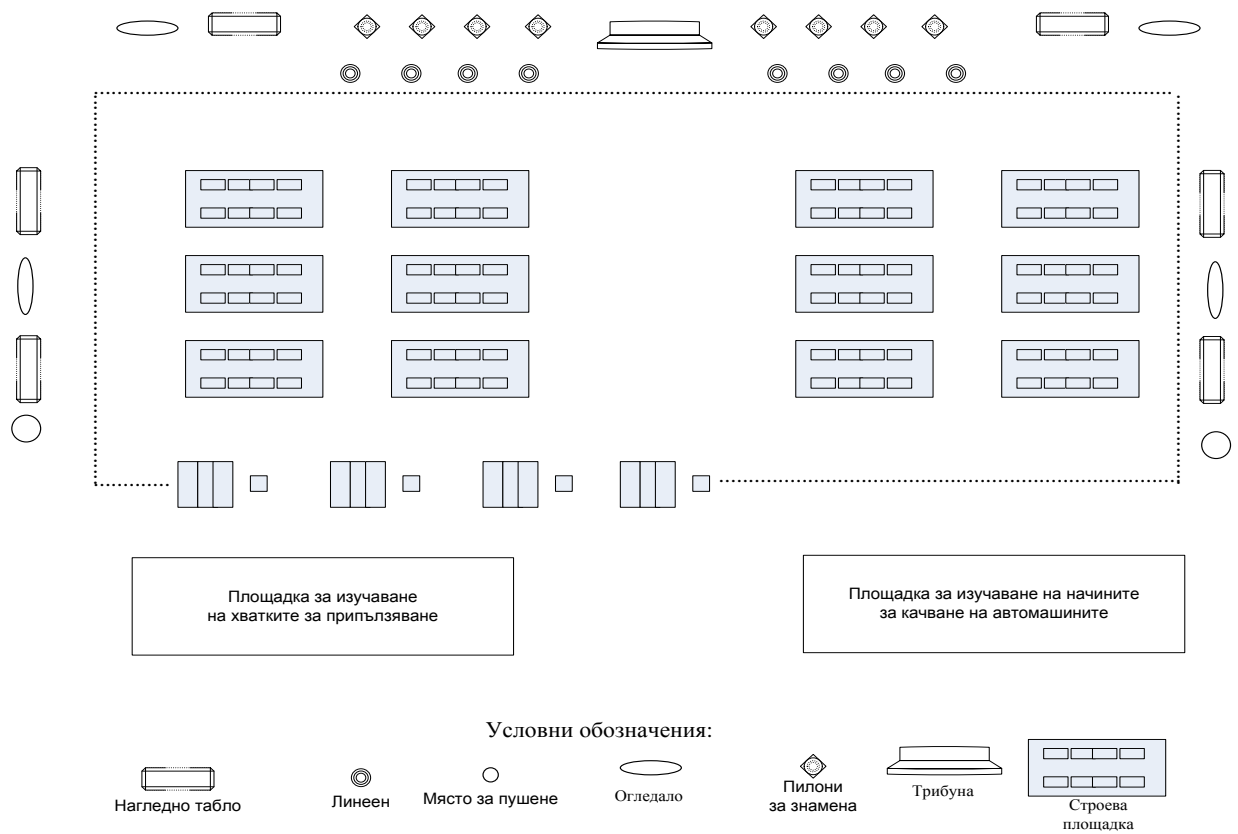 Площадка за изучаване
на хватките за припълзяване
Площадка за изучаване на начините
за качване на автомашините
Условни обозначения:
Нагледно табло
Линеен
Място за пушене
Огледало
Пилони
за знамена
Трибуна
Строева
площадка